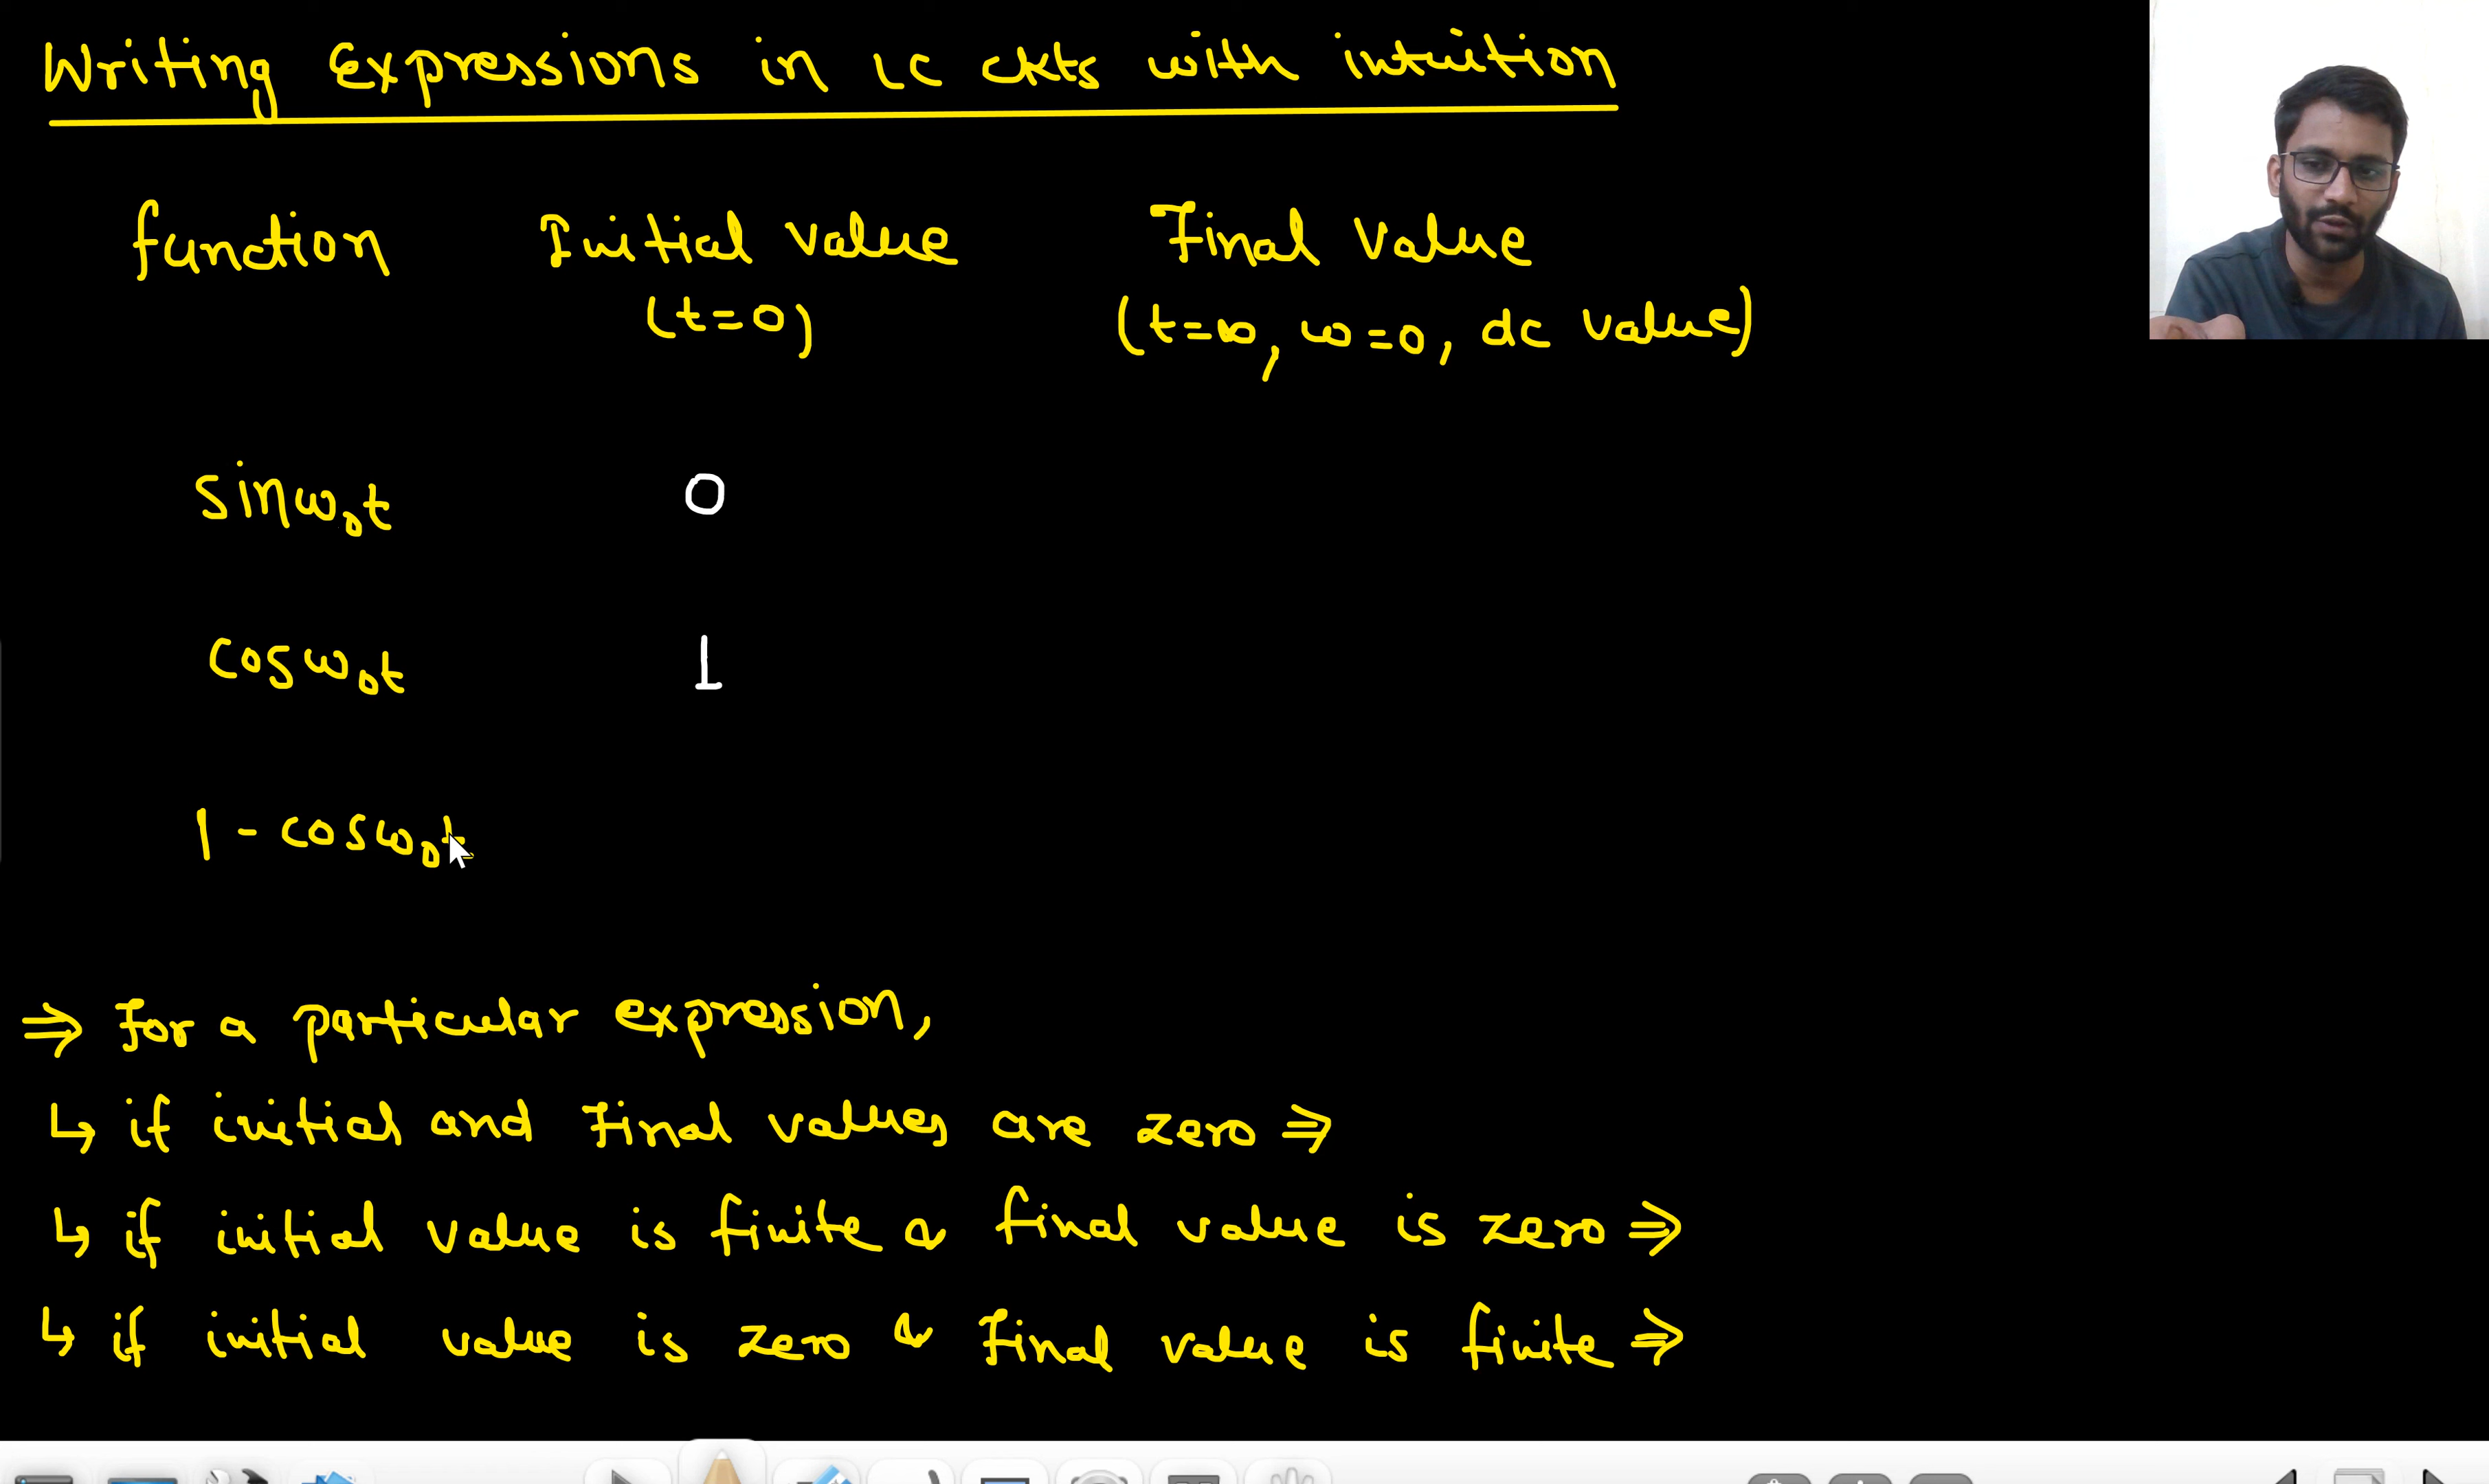 Writing Expressions in LC ckts with intuition
function Initial value Final Value
(t=0) (t=∞, ω=0, dc value)
sinω₀t 0
cosω₀t 1
1 - cosω₀t
⇒ For a particular expression,
↳ if initial and Final values are zero ⇒
↳ if initial value is finite & final value is zero ⇒
↳ if initial value is zero & Final value is finite ⇒